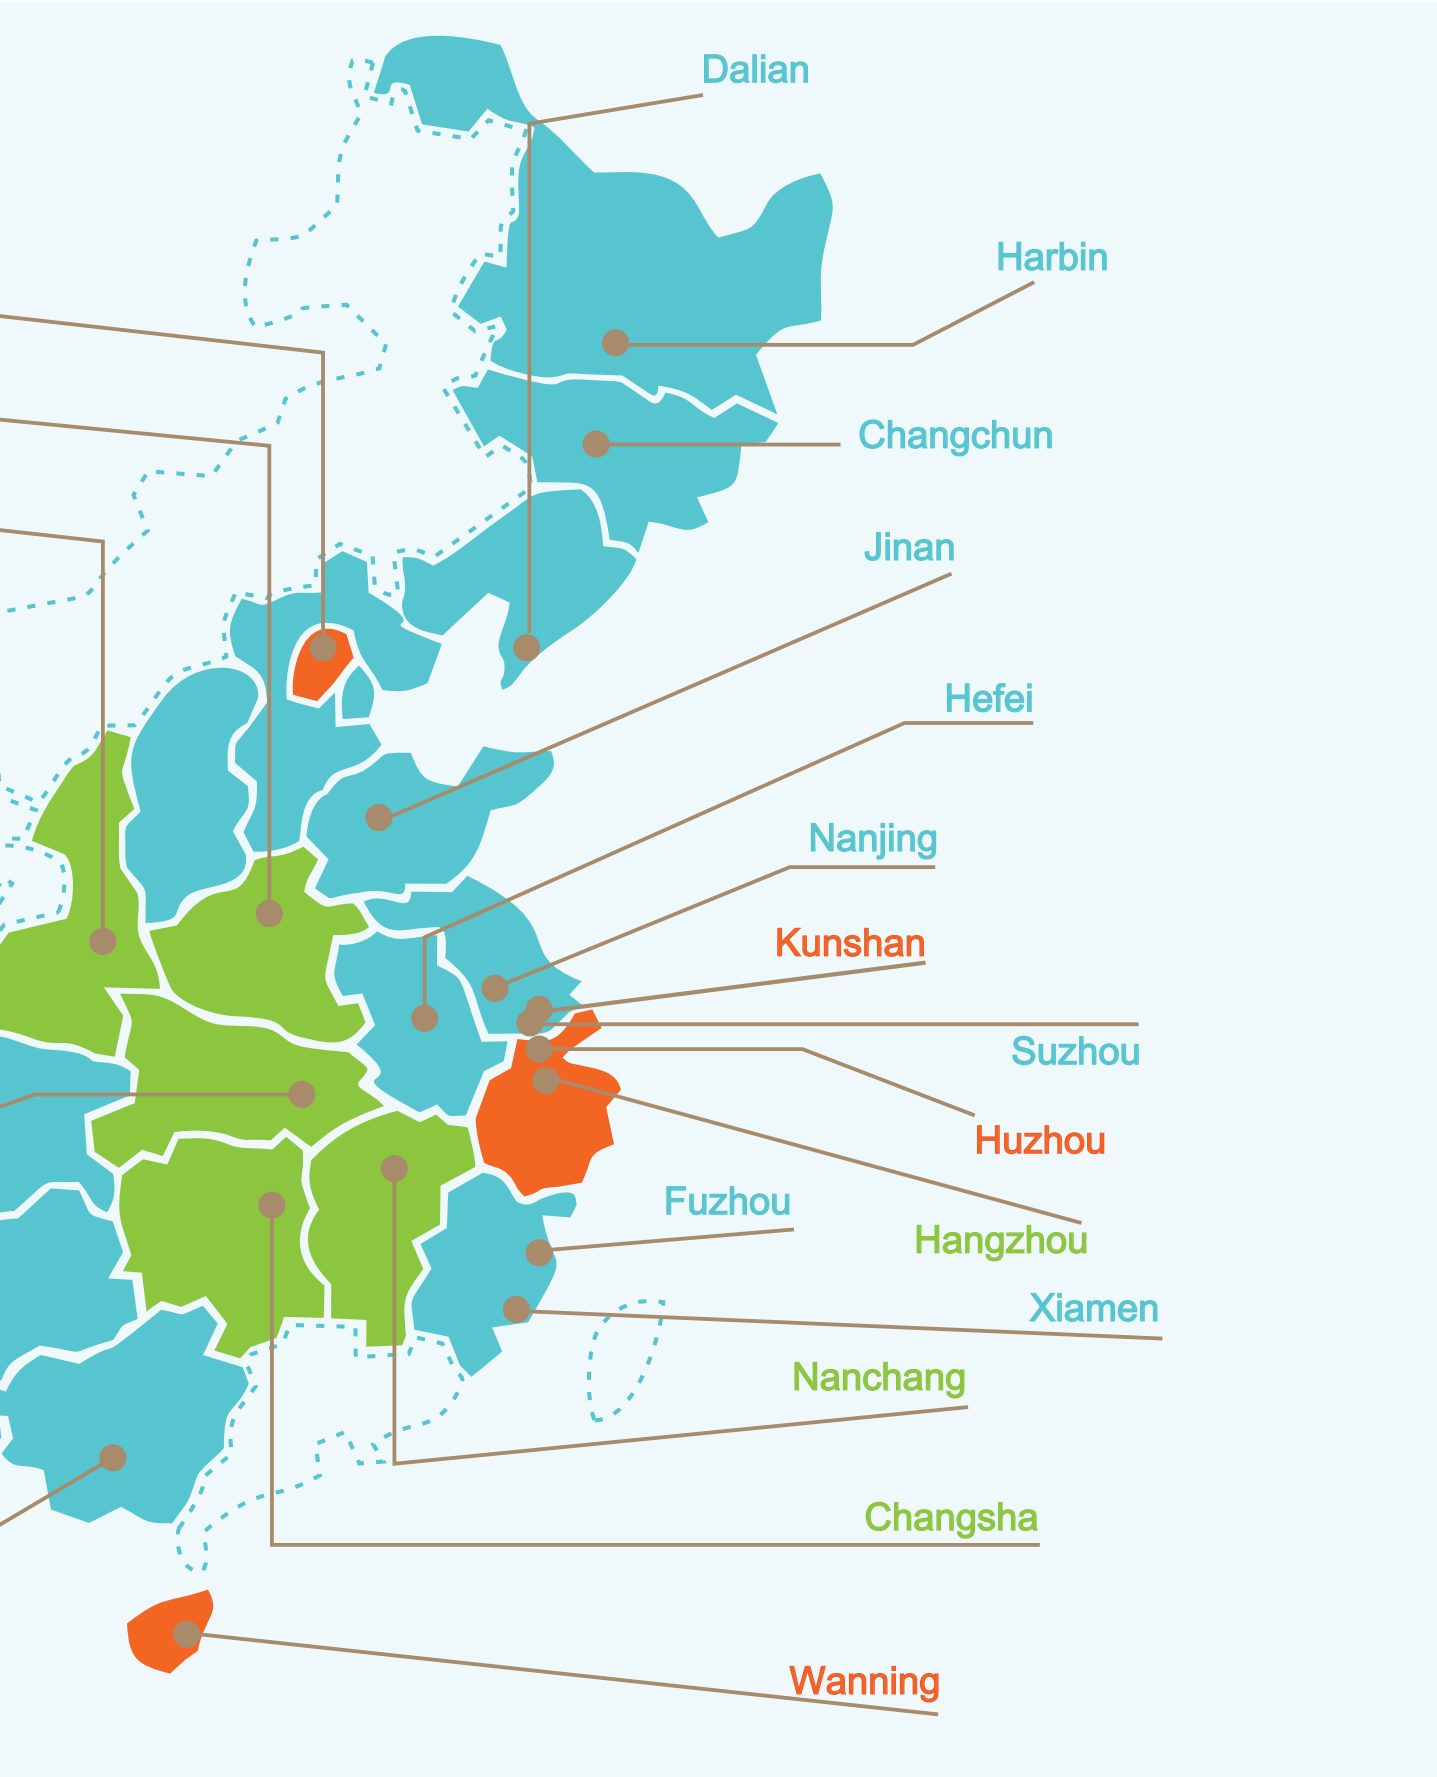 Dalian
Harbin
Changchun
Jinan
Hefei
Nanjing
Kunshan
Suzhou
Huzhou
Fuzhou
Hangzhou
Xiamen
Nanchang
Changsha
Wanning